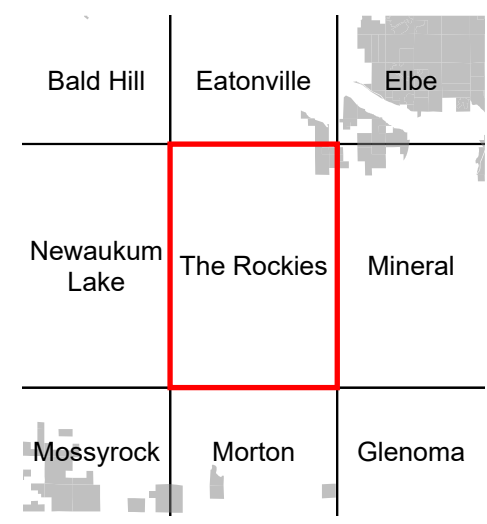 Bald Hill
Eatonville
Elbe
Newaukum
Lake
The Rockies
Mineral
Mossyrock
Morton
Glenoma